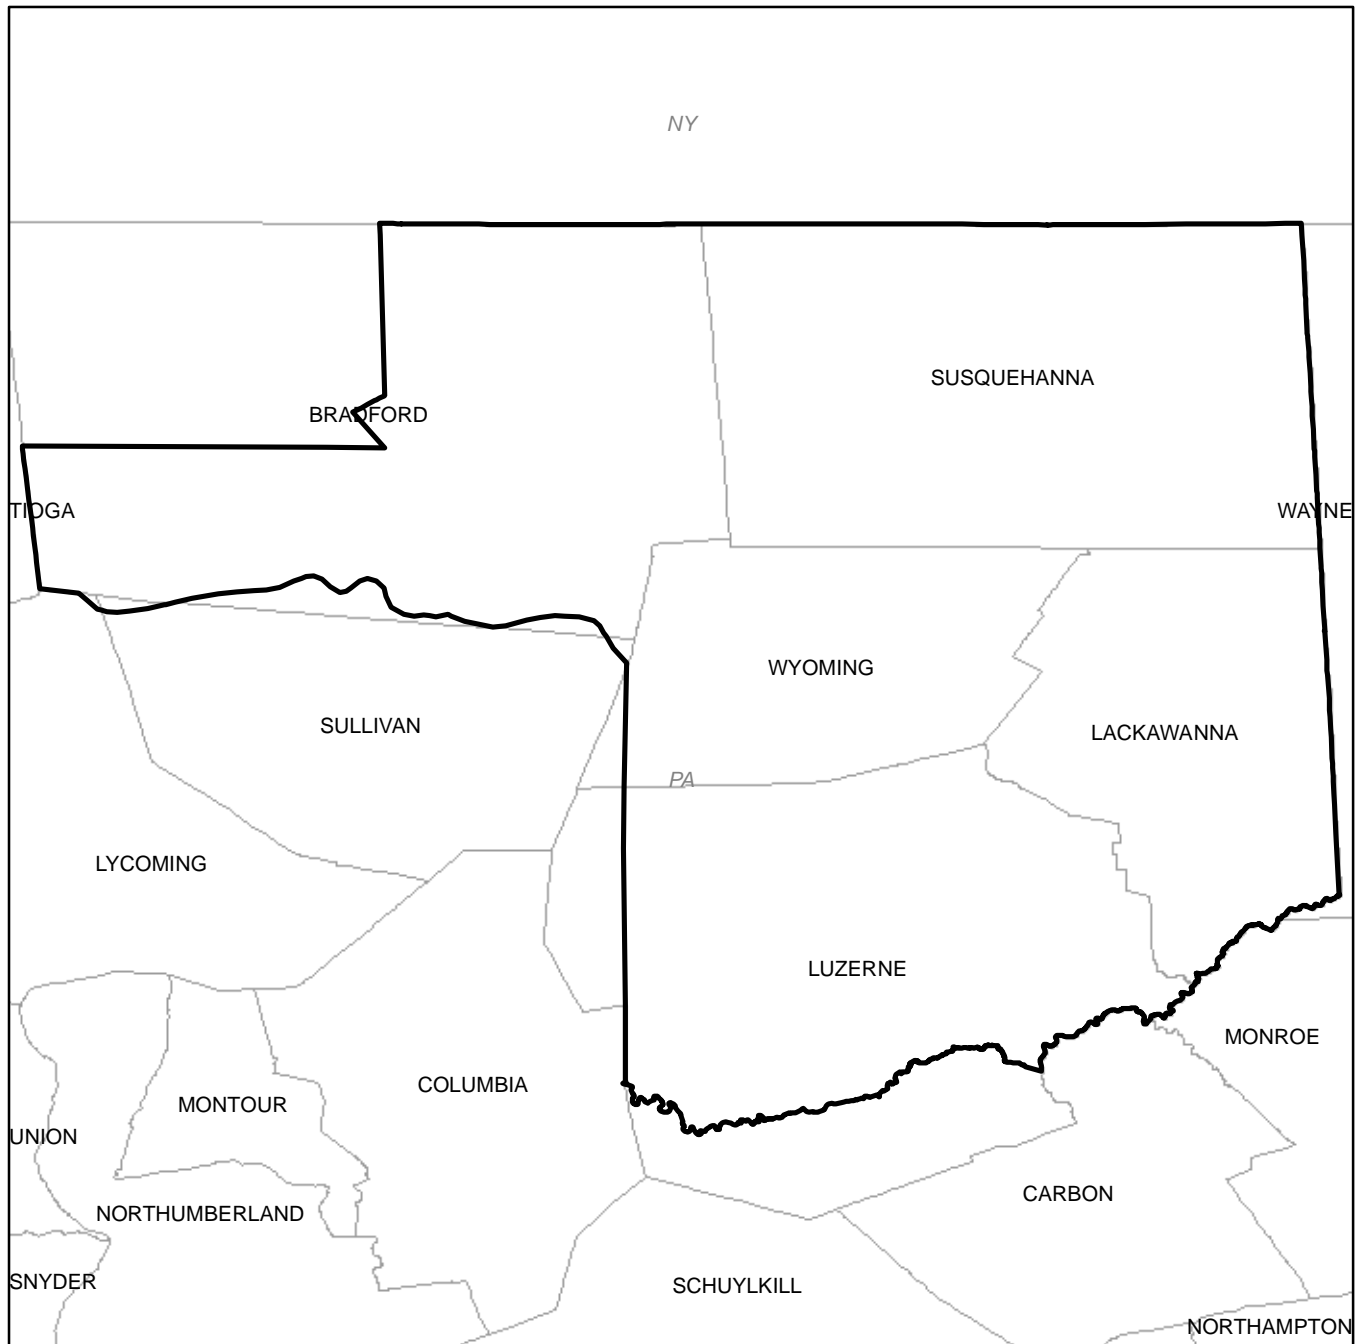 NY
SUSQUEHANNA
BRADFORD
TIOGA
WAYNE
WYOMING
SULLIVAN
LACKAWANNA
PA
LYCOMING
LUZERNE
MONROE
COLUMBIA
MONTOUR
UNION
CARBON
NORTHUMBERLAND
SNYDER
SCHUYLKILL
NORTHAMPTON